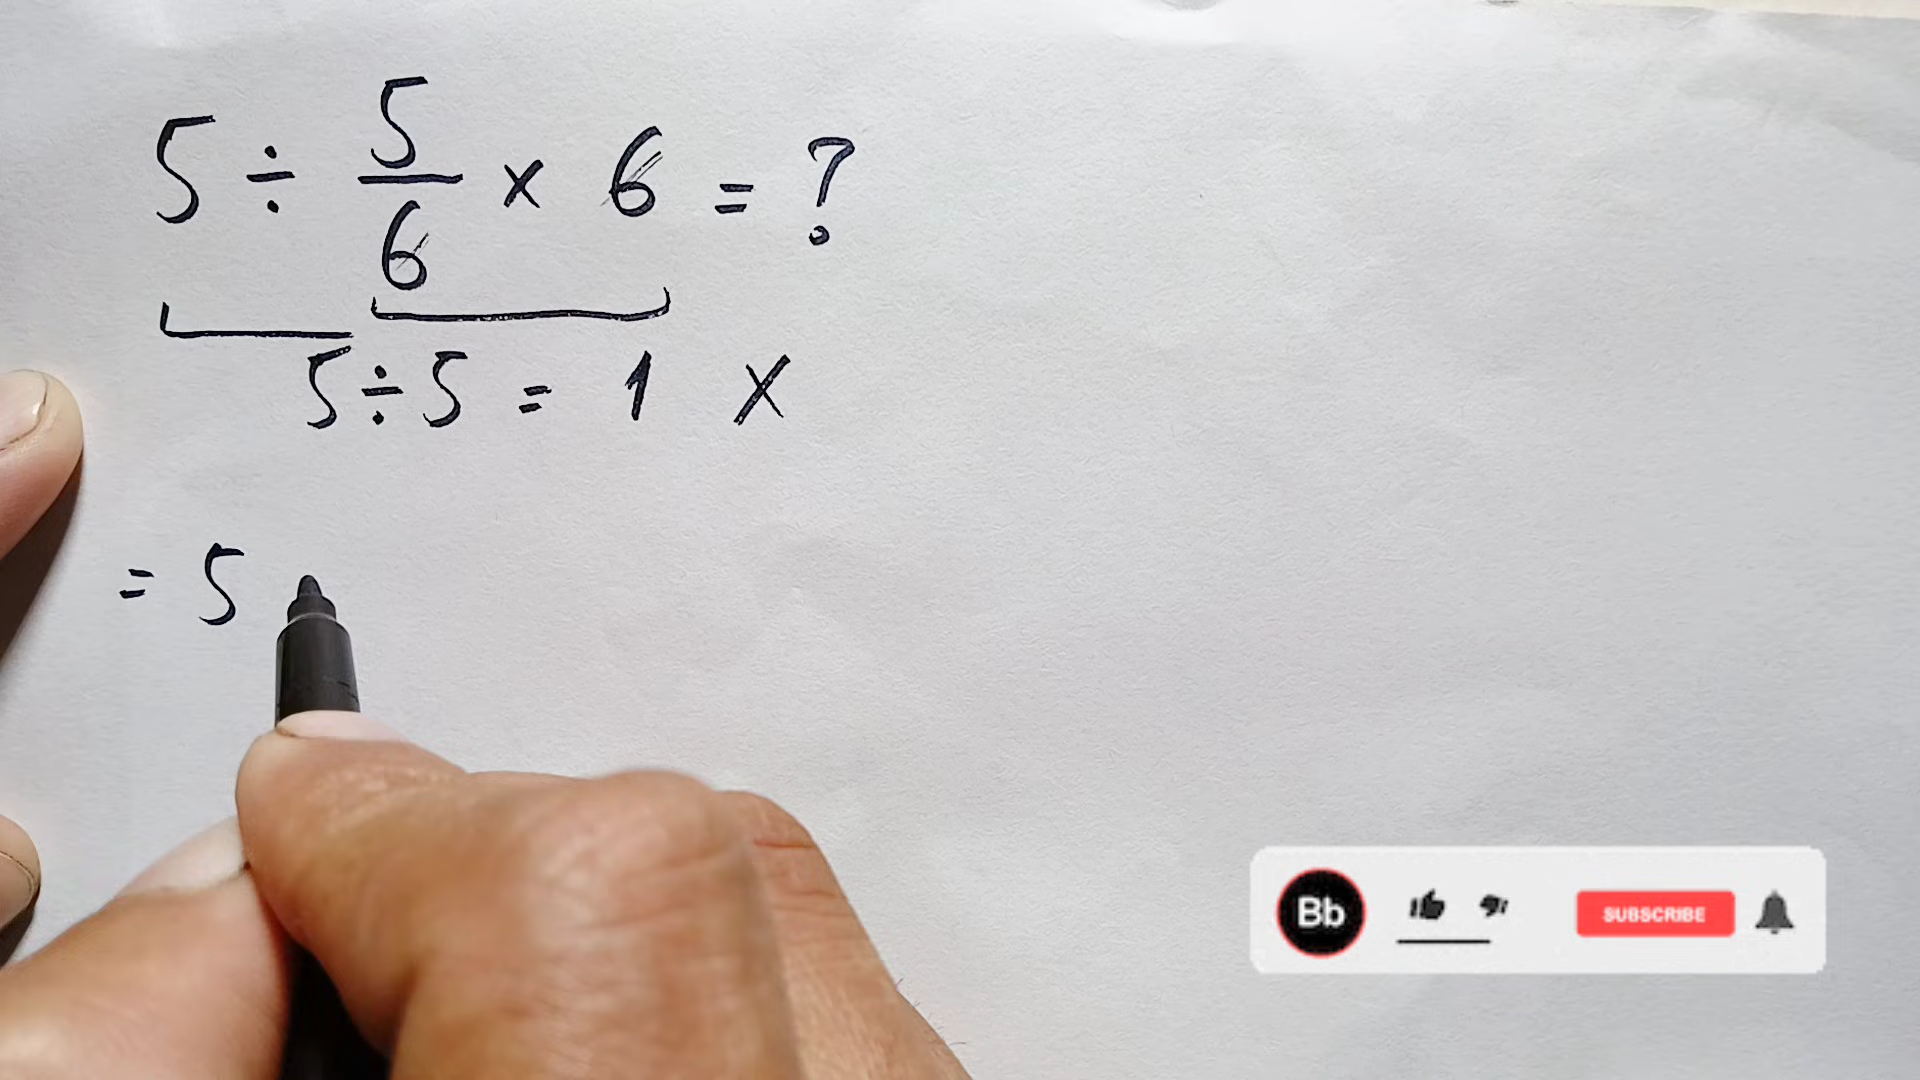 5 ÷ 5/6 × 6 = ?
5 ÷ 5 = 1 X
= 5
Bb SUBSCRIBE